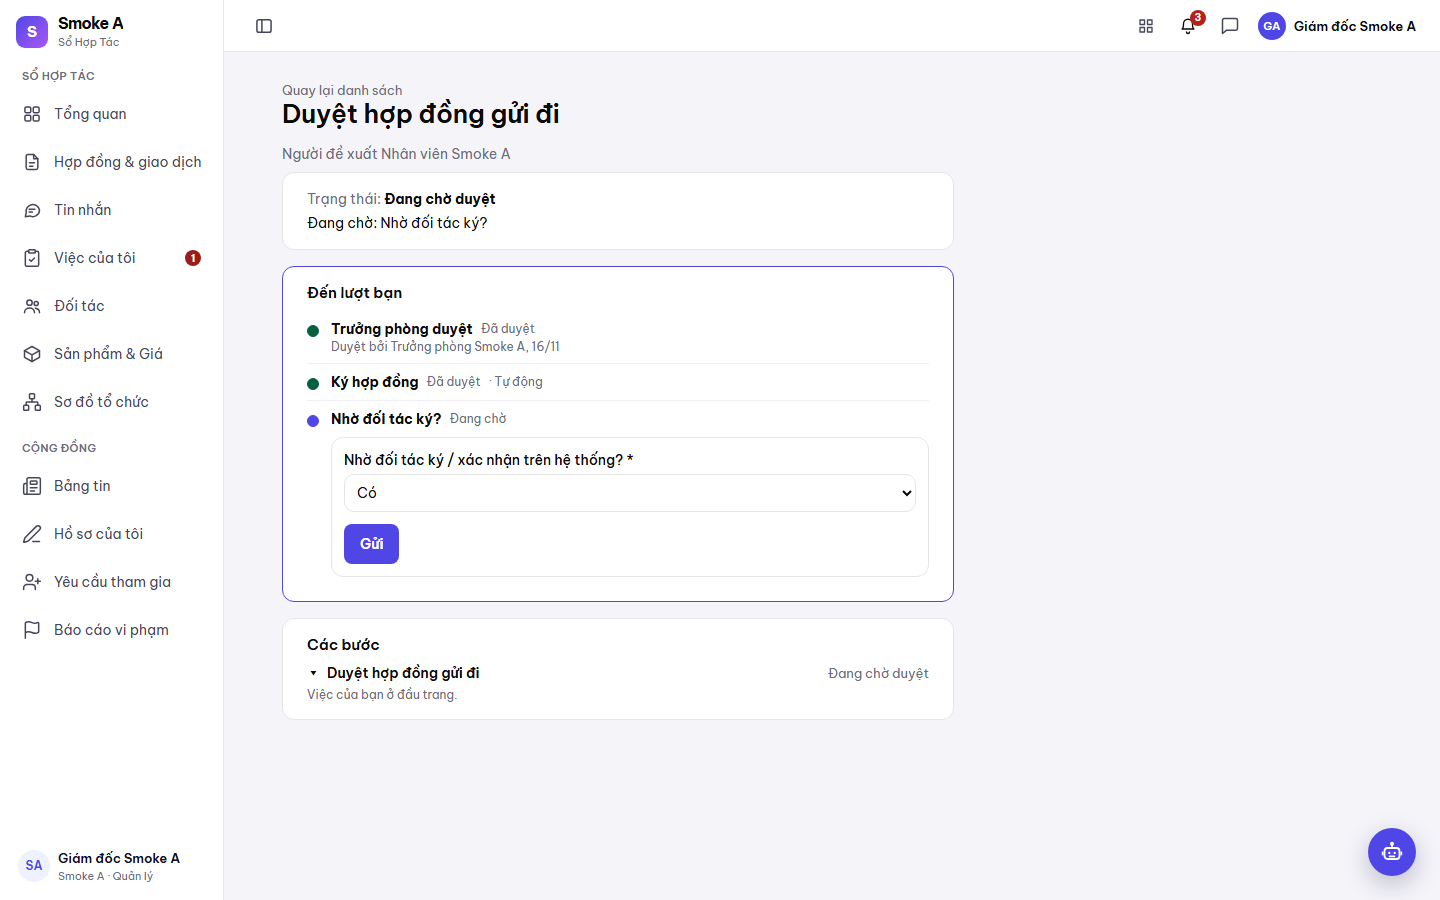 S
Smoke A
Sổ Hợp Tác
SỔ HỢP TÁC
Tổng quan
Hợp đồng & giao dịch
Tin nhắn
Việc của tôi
1
Đối tác
Sản phẩm & Giá
Sơ đồ tổ chức
CỘNG ĐỒNG
Bảng tin
Hồ sơ của tôi
Yêu cầu tham gia
Báo cáo vi phạm
SA
Giám đốc Smoke A
Smoke A · Quản lý
3
GA
Giám đốc Smoke A
Quay lại danh sách
Duyệt hợp đồng gửi đi
Người đề xuất Nhân viên Smoke A
Trạng thái: Đang chờ duyệt
Đang chờ: Nhờ đối tác ký?
Đến lượt bạn
Trưởng phòng duyệt Đã duyệt
Duyệt bởi Trưởng phòng Smoke A, 16/11
Ký hợp đồng Đã duyệt · Tự động
Nhờ đối tác ký? Đang chờ
Nhờ đối tác ký / xác nhận trên hệ thống? *
Có
Gửi
Các bước
Duyệt hợp đồng gửi đi Đang chờ duyệt
Việc của bạn ở đầu trang.